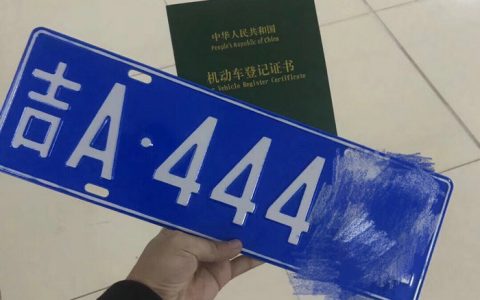 中华人民共和国
People's Republic of China
机动车登记证书
Vehicle Register Certificate
吉A·444